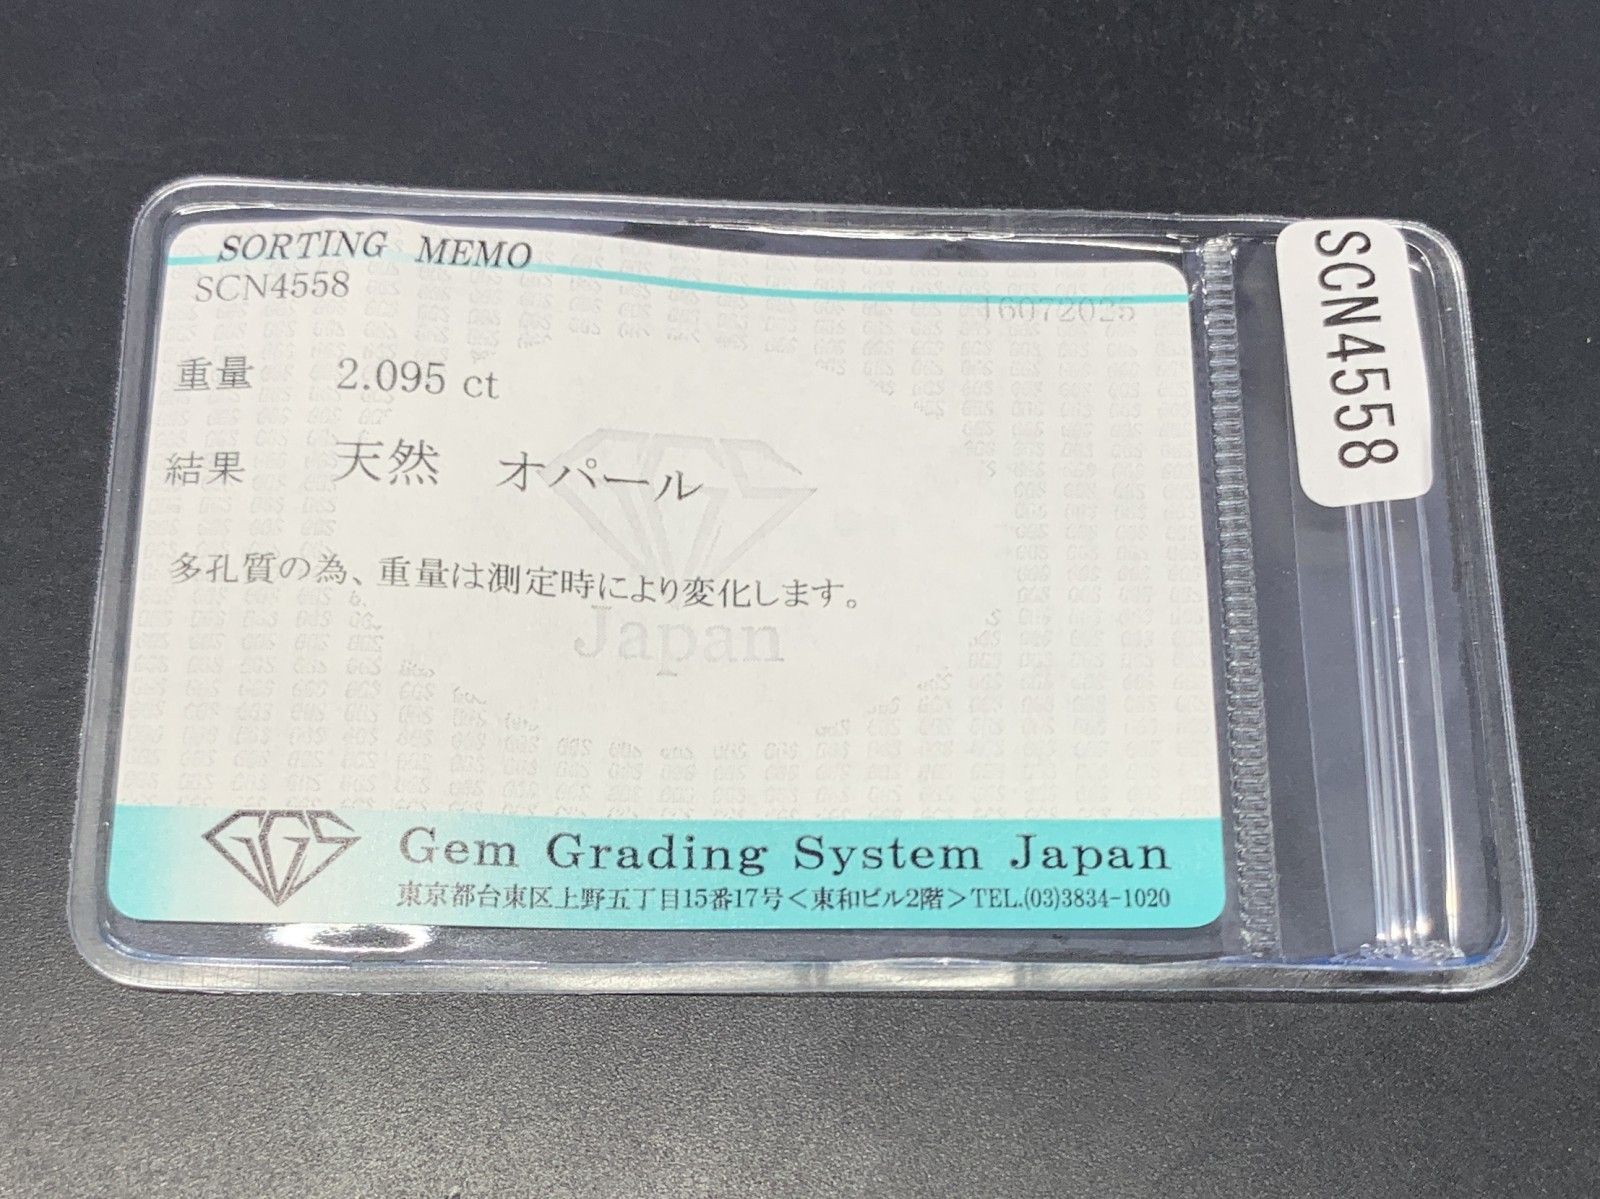 SORTING MEMO
SCN4558
16072025
重量 2.095 ct
結果 天然 オパール
多孔質の為、重量は測定時により変化します。
GGS
Japan
GGS Gem Grading System Japan
東京都台東区上野五丁目15番17号<東和ビル2階>TEL.(03)3834-1020
SCN4558